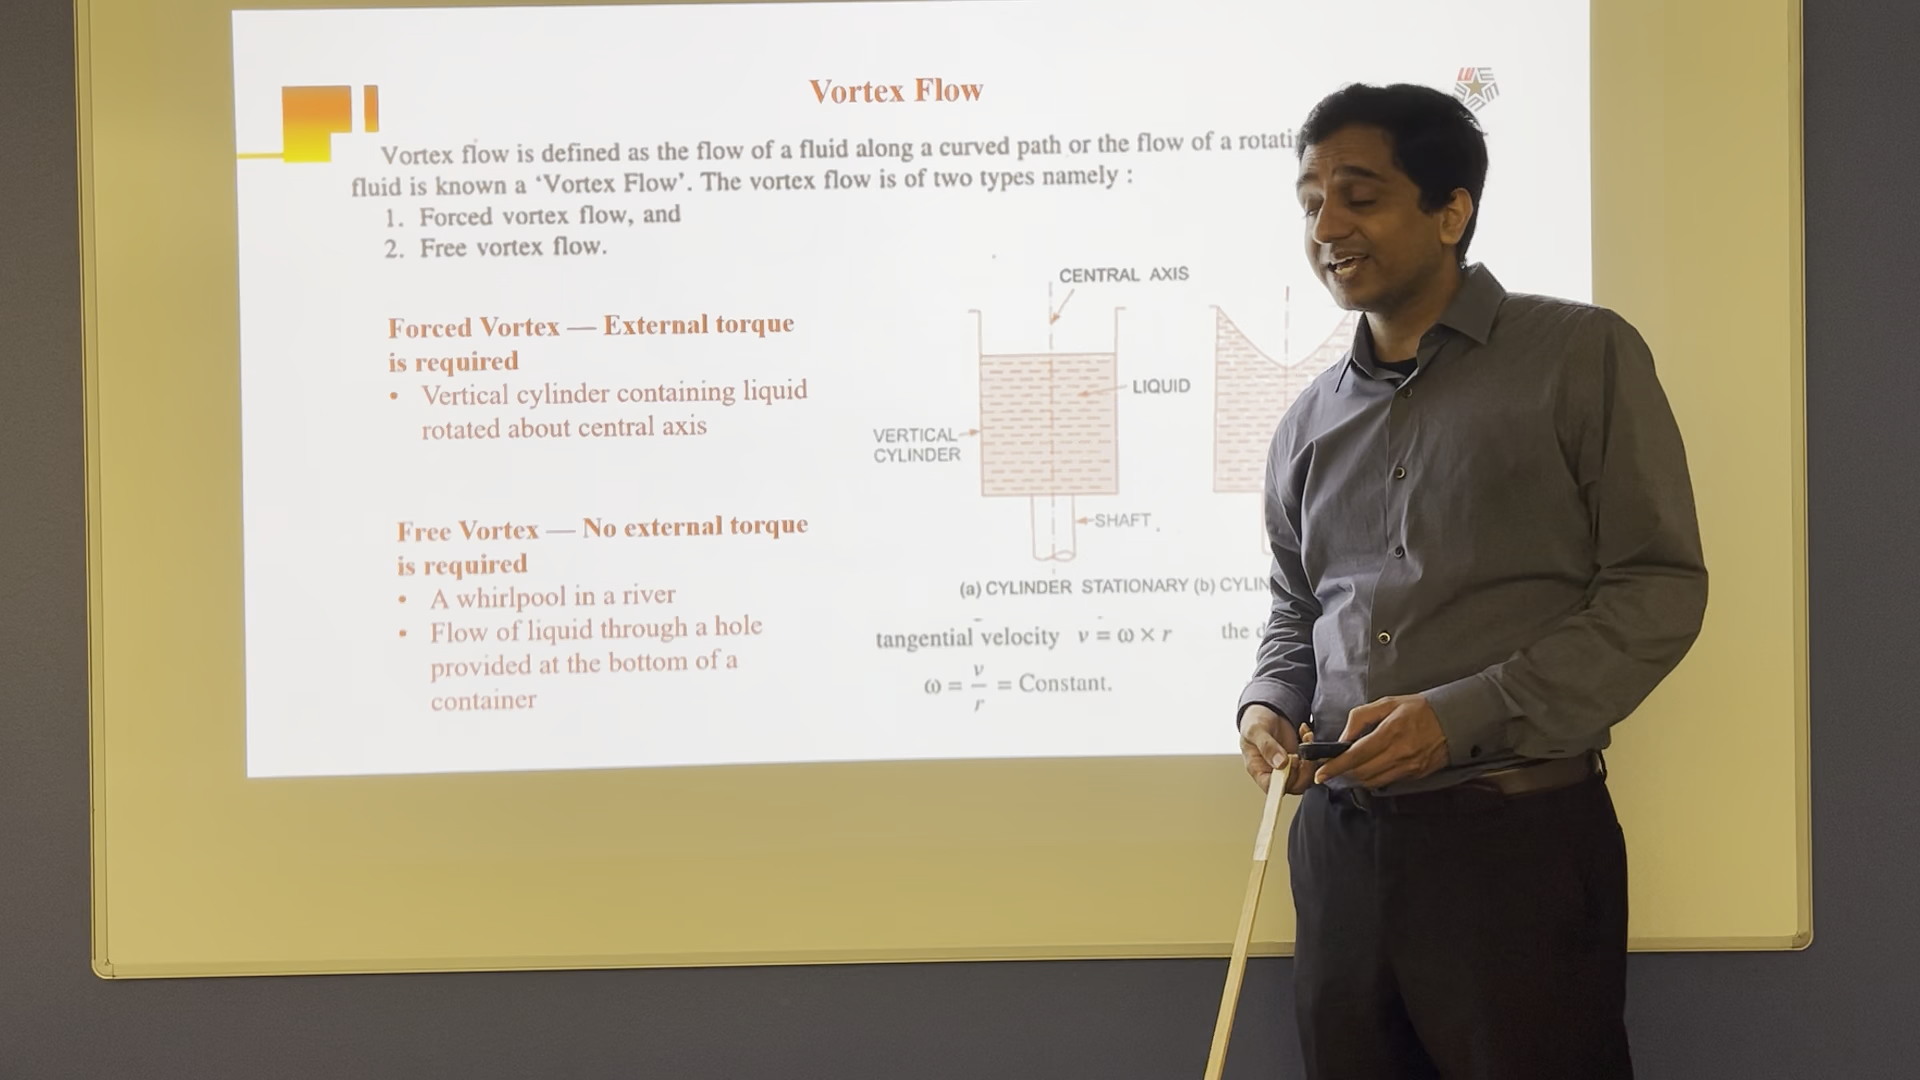 Vortex Flow
Vortex flow is defined as the flow of a fluid along a curved path or the flow of a rotati
fluid is known a ‘Vortex Flow’. The vortex flow is of two types namely :
1. Forced vortex flow, and
2. Free vortex flow.
Forced Vortex — External torque
is required
• Vertical cylinder containing liquid
rotated about central axis
Free Vortex — No external torque
is required
• A whirlpool in a river
• Flow of liquid through a hole
provided at the bottom of a
container
CENTRAL AXIS
LIQUID
VERTICAL
CYLINDER
SHAFT
(a) CYLINDER STATIONARY (b) CYLIN
tangential velocity v = ω × r the
ω = v/r = Constant.